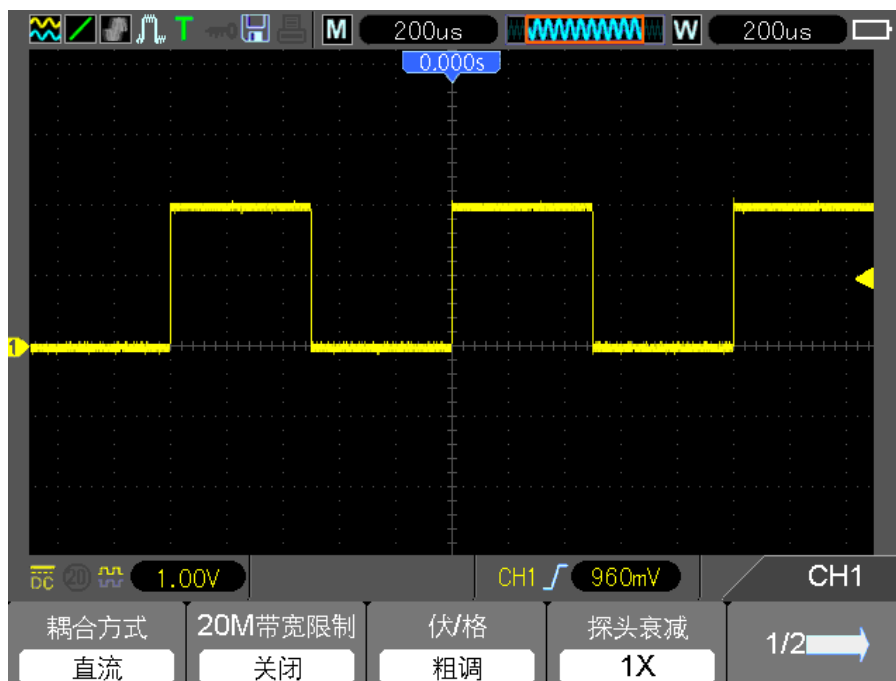 T M 200us W 200us
0.000s
1
DC 20 1.00V CH1 960mV CH1
耦合方式 20M带宽限制 伏/格 探头衰减 1/2
直流 关闭 粗调 1X